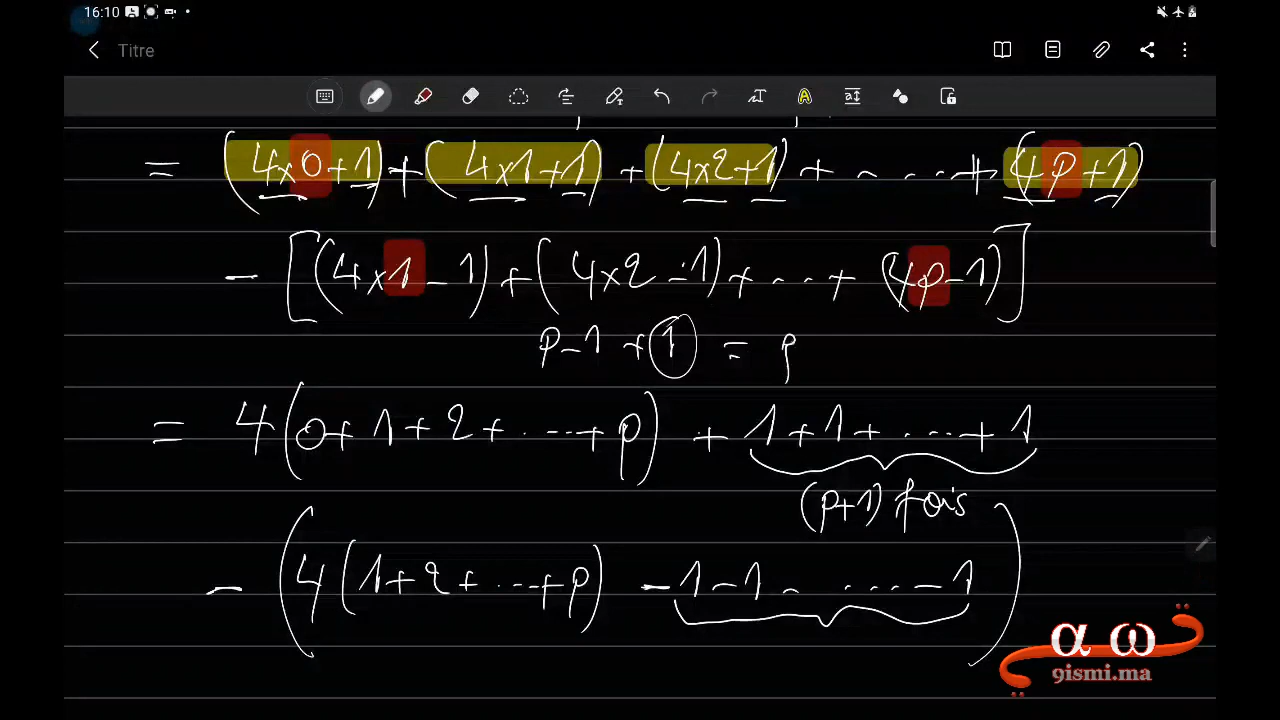 16:10
Titre
= (4×0+1) + (4×1+1) + (4×2+1) + ..... + (4p+1)
- [(4×1-1) + (4×2-1) + ... + (4p-1)]
p-1 + 1 = p
= 4(0+1+2+....+p) + 1+1+....+1
(p+1) fois
- (4(1+2+...+p) -1-1-....-1)
α ω
9ismi.ma